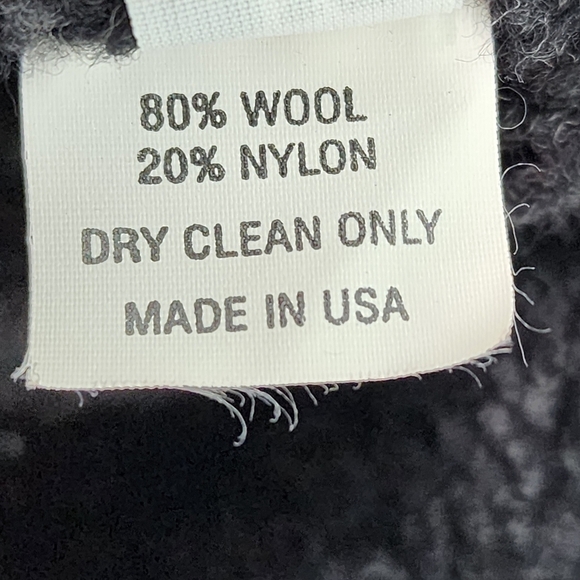 80% WOOL
20% NYLON
DRY CLEAN ONLY
MADE IN USA